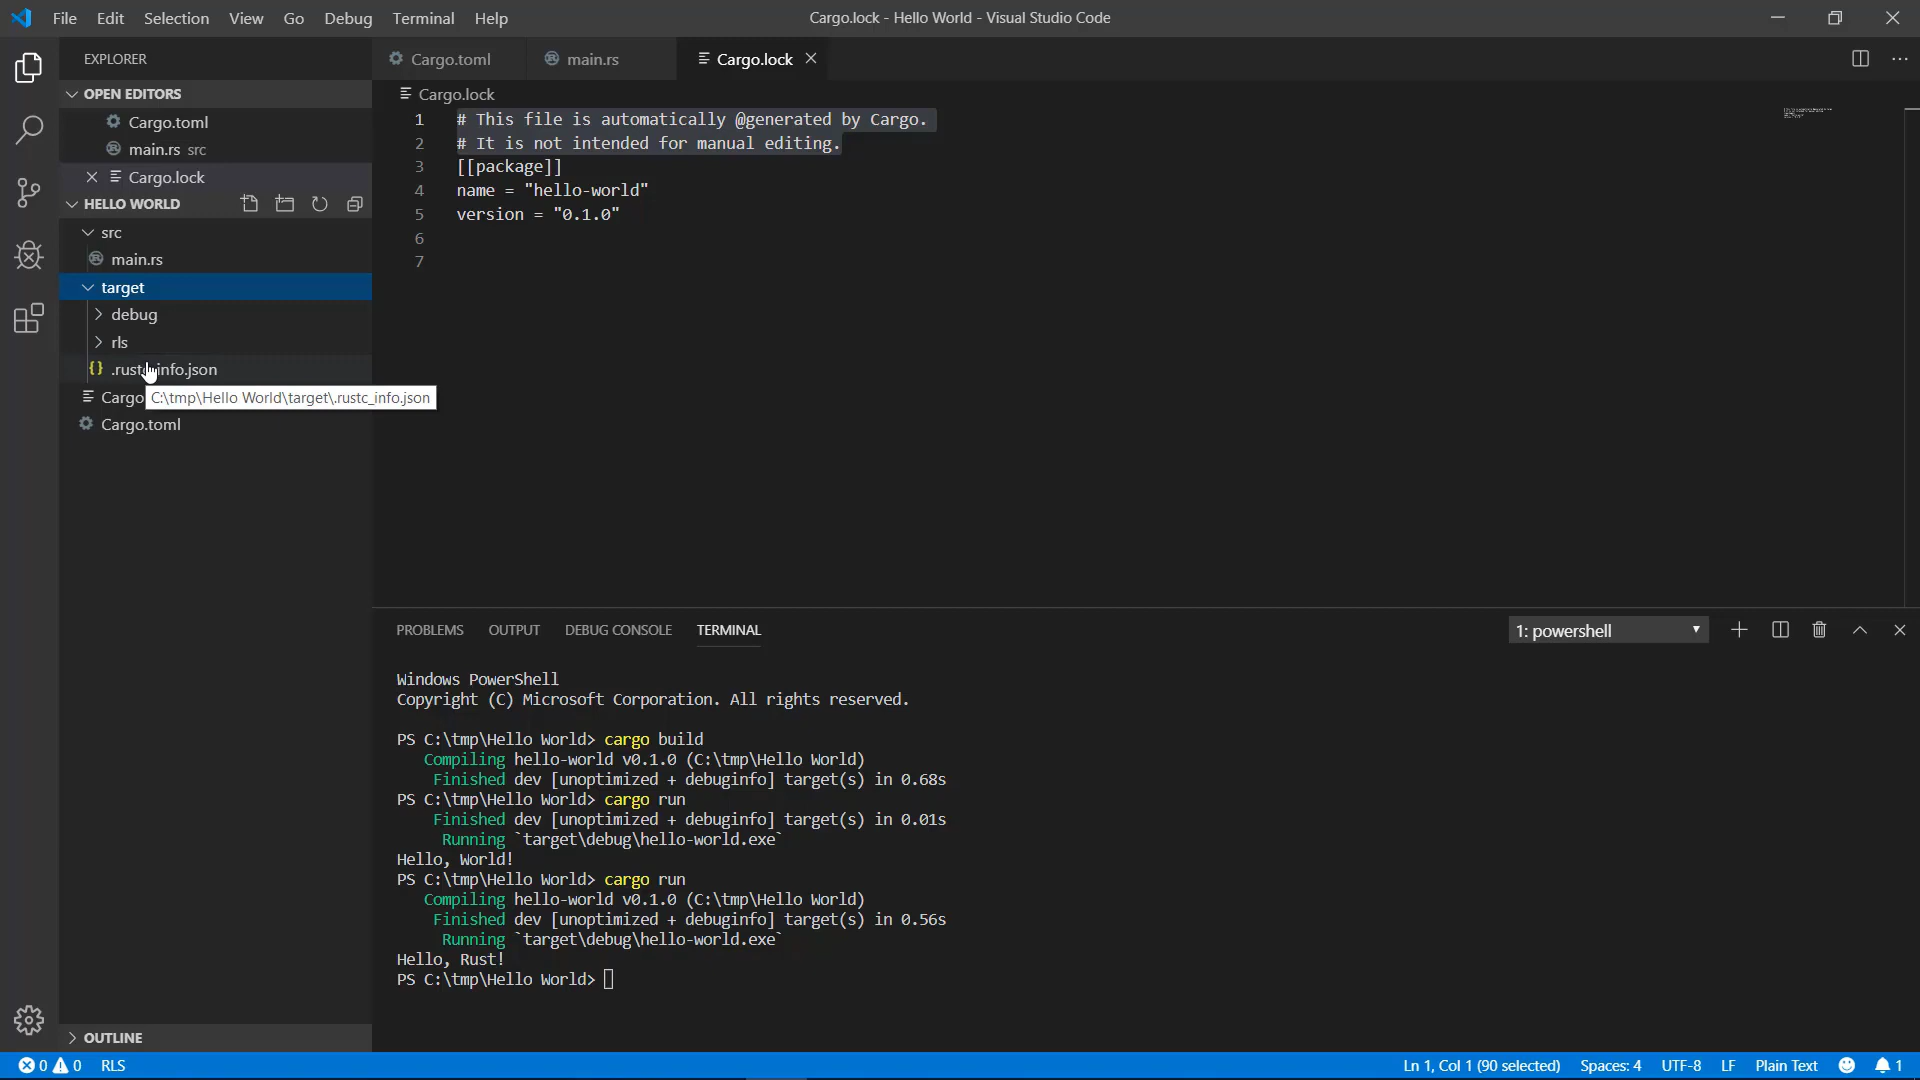 File Edit Selection View Go Debug Terminal Help
Cargo.lock - Hello World - Visual Studio Code
EXPLORER
OPEN EDITORS
Cargo.toml
main.rs src
Cargo.lock
HELLO WORLD
src
main.rs
target
debug
rls
.rustc_info.json
Cargo
C:\tmp\Hello World\target\.rustc_info.json
Cargo.toml
OUTLINE
Cargo.toml main.rs Cargo.lock
Cargo.lock
1 # This file is automatically @generated by Cargo.
2 # It is not intended for manual editing.
3 [[package]]
4 name = "hello-world"
5 version = "0.1.0"
6
7
PROBLEMS OUTPUT DEBUG CONSOLE TERMINAL
1: powershell
Windows PowerShell
Copyright (C) Microsoft Corporation. All rights reserved.
PS C:\tmp\Hello World> cargo build
Compiling hello-world v0.1.0 (C:\tmp\Hello World)
Finished dev [unoptimized + debuginfo] target(s) in 0.68s
PS C:\tmp\Hello World> cargo run
Finished dev [unoptimized + debuginfo] target(s) in 0.01s
Running `target\debug\hello-world.exe`
Hello, World!
PS C:\tmp\Hello World> cargo run
Compiling hello-world v0.1.0 (C:\tmp\Hello World)
Finished dev [unoptimized + debuginfo] target(s) in 0.56s
Running `target\debug\hello-world.exe`
Hello, Rust!
PS C:\tmp\Hello World>
0 0 RLS
Ln 1, Col 1 (90 selected) Spaces: 4 UTF-8 LF Plain Text 1